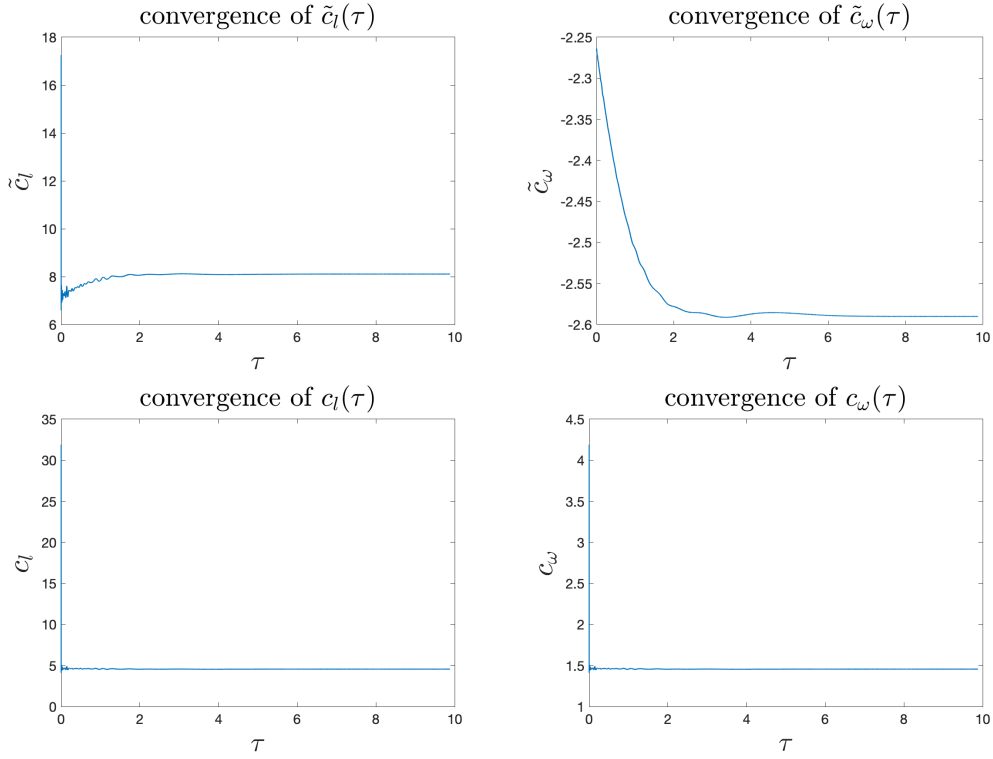 convergence of c̃_l(τ)
18
16
14
12
10
8
6
c̃_l
0 2 4 6 8 10
τ
convergence of c̃_ω(τ)
-2.25
-2.3
-2.35
-2.4
-2.45
-2.5
-2.55
-2.6
c̃_ω
0 2 4 6 8 10
τ
convergence of c_l(τ)
35
30
25
20
15
10
5
0
c_l
0 2 4 6 8 10
τ
convergence of c_ω(τ)
4.5
4
3.5
3
2.5
2
1.5
1
c_ω
0 2 4 6 8 10
τ